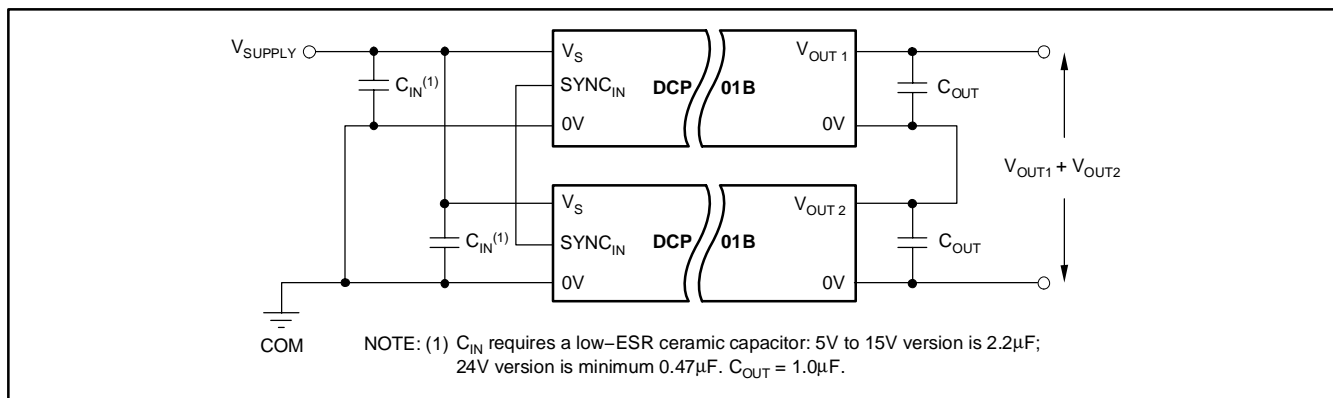 V_SUPPLY
C_IN^(1)
V_S
SYNC_IN
0V
DCP 01B
V_OUT 1
0V
C_OUT
V_OUT1 + V_OUT2
C_IN^(1)
V_S
SYNC_IN
0V
DCP 01B
V_OUT 2
0V
C_OUT
COM
NOTE: (1) C_IN requires a low−ESR ceramic capacitor: 5V to 15V version is 2.2μF;
24V version is minimum 0.47μF. C_OUT = 1.0μF.